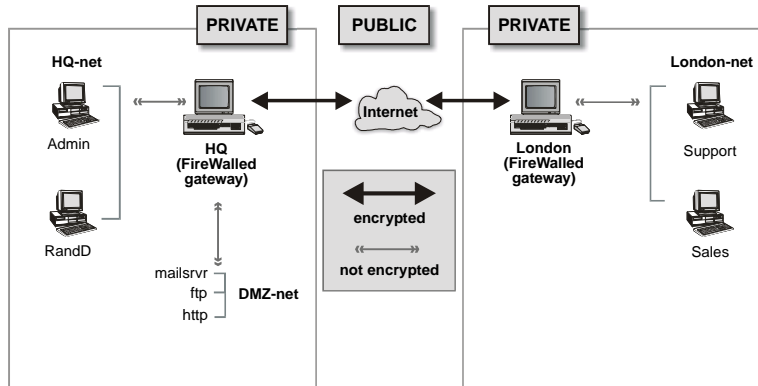 PRIVATE
PUBLIC
PRIVATE
HQ-net
London-net
Admin
HQ
(FireWalled
gateway)
Internet
London
(FireWalled
gateway)
Support
RandD
encrypted
Sales
not encrypted
mailsrvr
ftp
DMZ-net
http